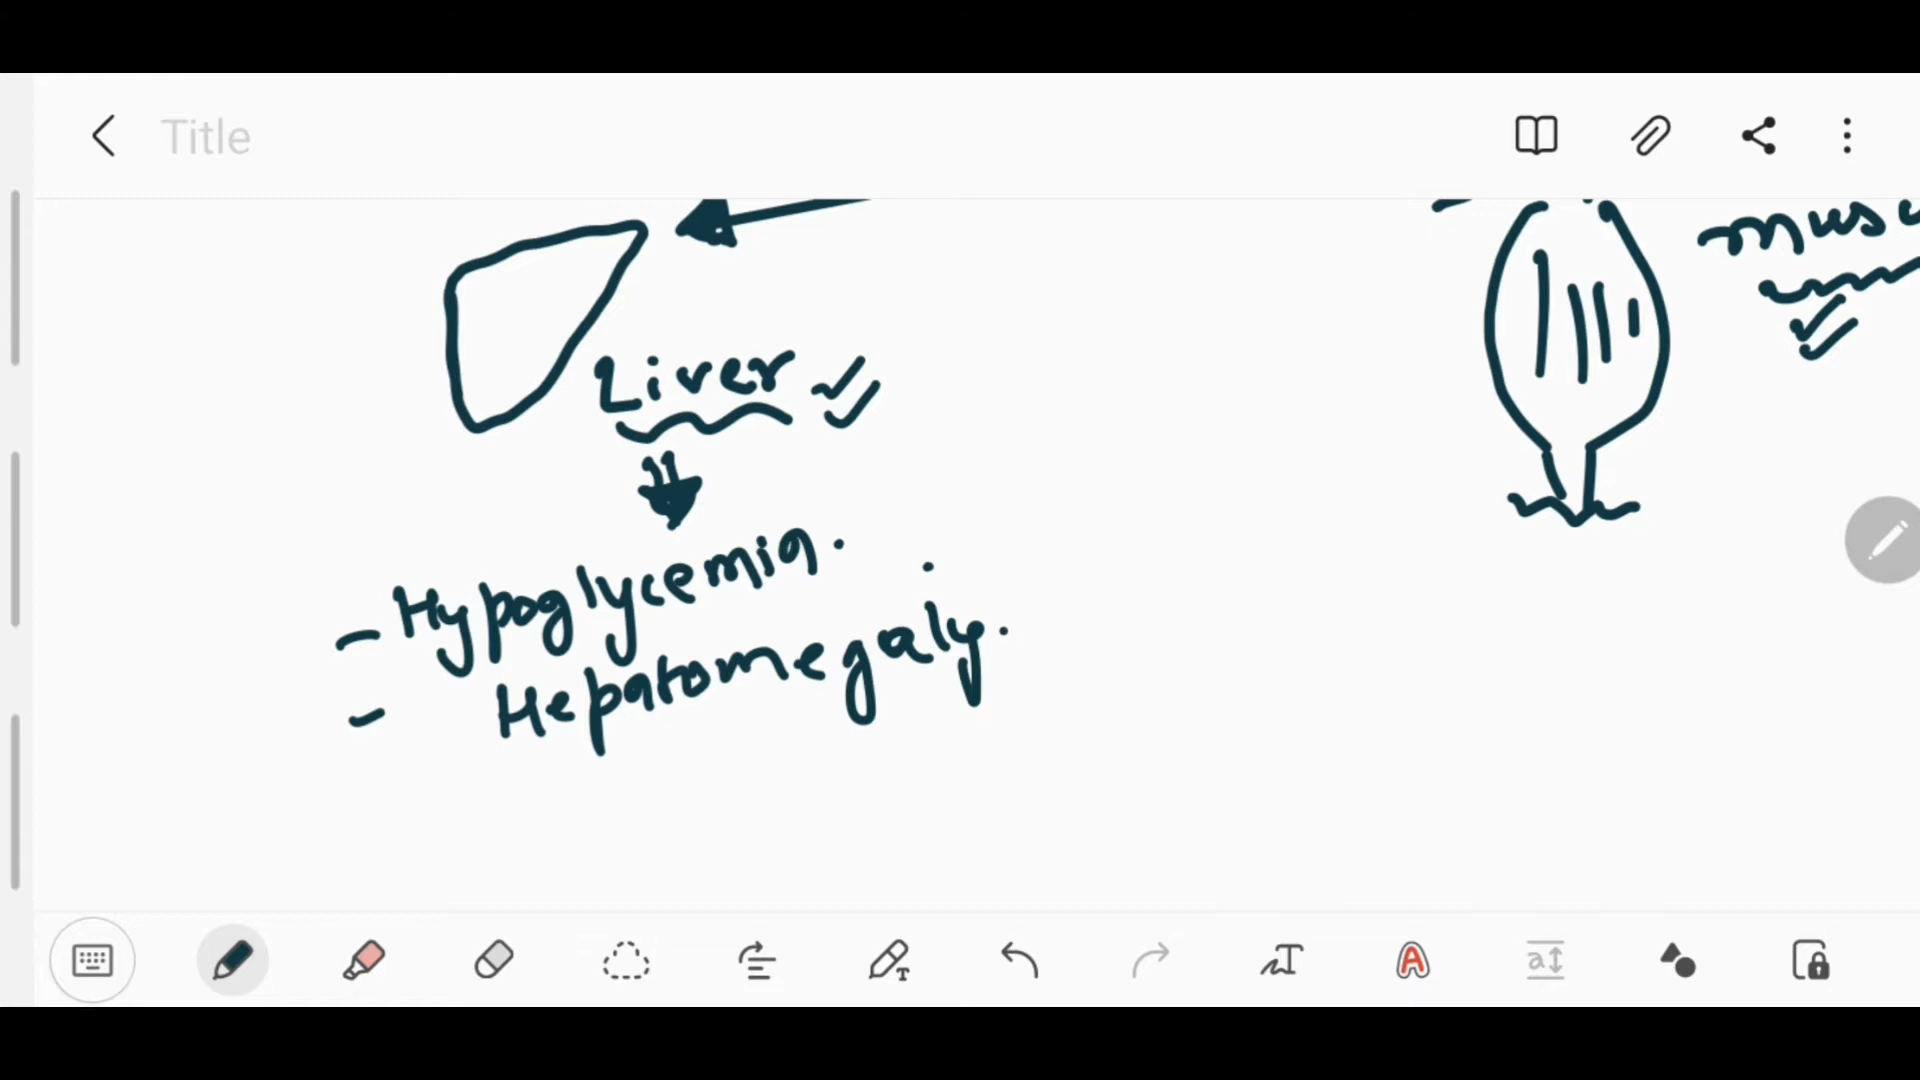 Title
Liver
- Hypoglycemia.
- Hepatomegaly.